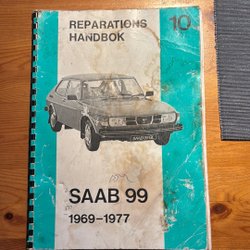 REPARATIONS
HANDBOK
10
SAAB 99
1969-1977